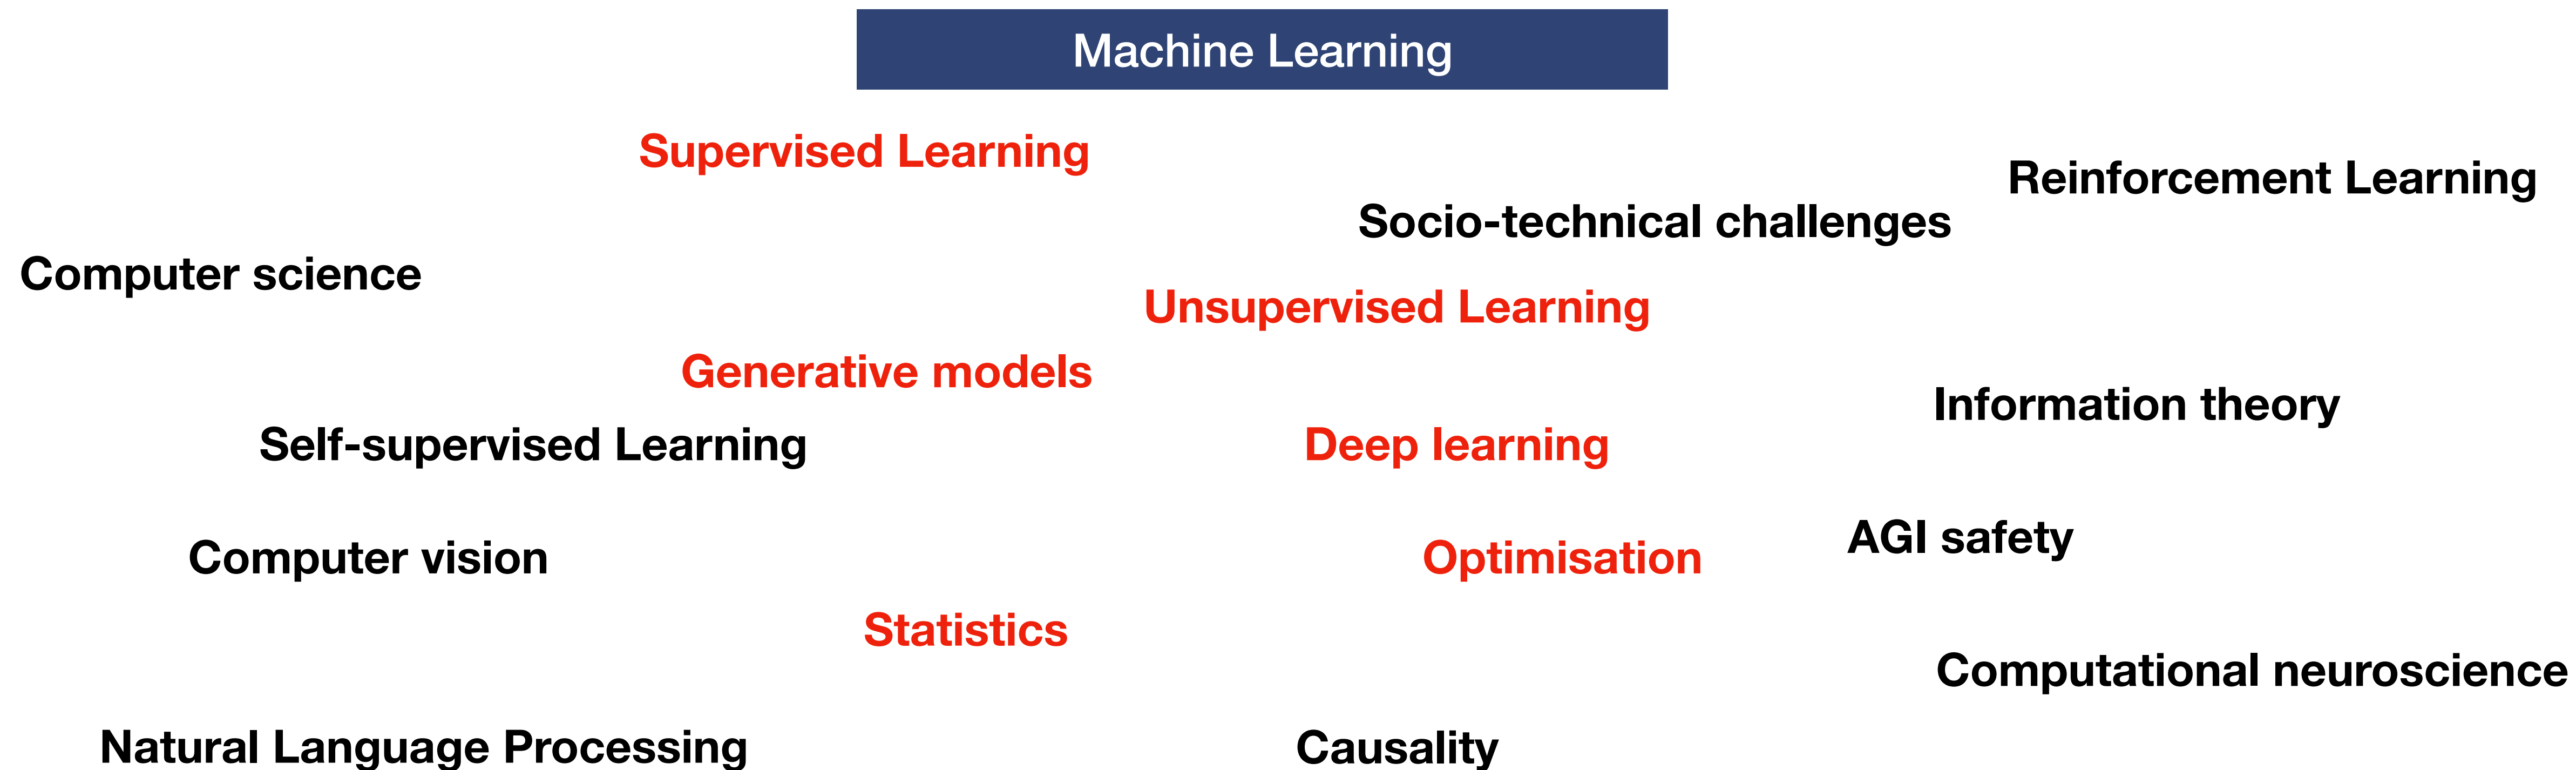 Machine Learning
Supervised Learning
Reinforcement Learning
Socio-technical challenges
Computer science
Unsupervised Learning
Generative models
Information theory
Self-supervised Learning
Deep learning
AGI safety
Computer vision
Optimisation
Statistics
Computational neuroscience
Natural Language Processing
Causality